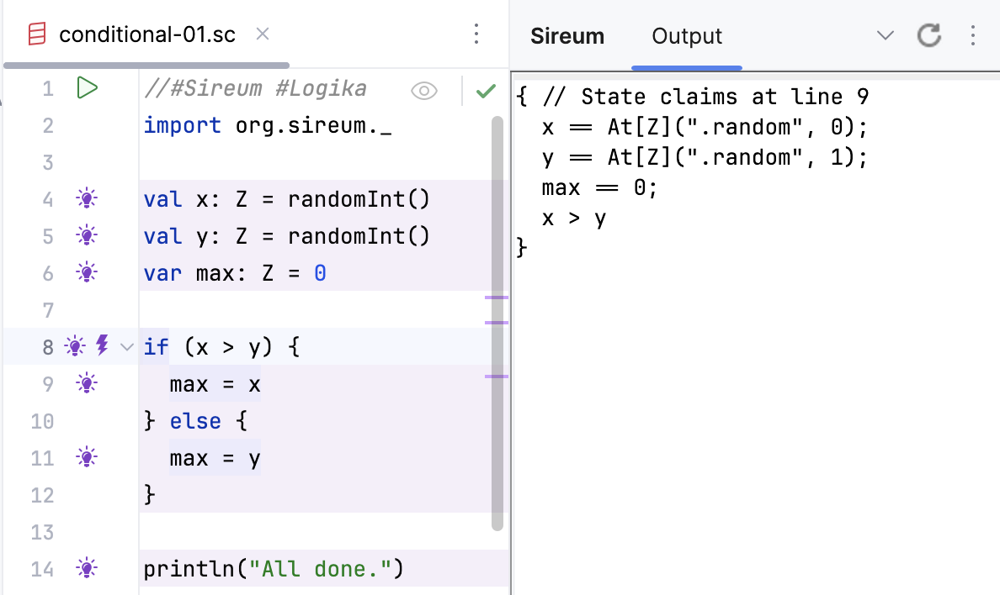 conditional-01.sc
Sireum Output
1 //#Sireum #Logika
2 import org.sireum._
3
4 val x: Z = randomInt()
5 val y: Z = randomInt()
6 var max: Z = 0
7
8 if (x > y) {
9   max = x
10 } else {
11   max = y
12 }
13
14 println("All done.")
{ // State claims at line 9
  x == At[Z](".random", 0);
  y == At[Z](".random", 1);
  max == 0;
  x > y
}